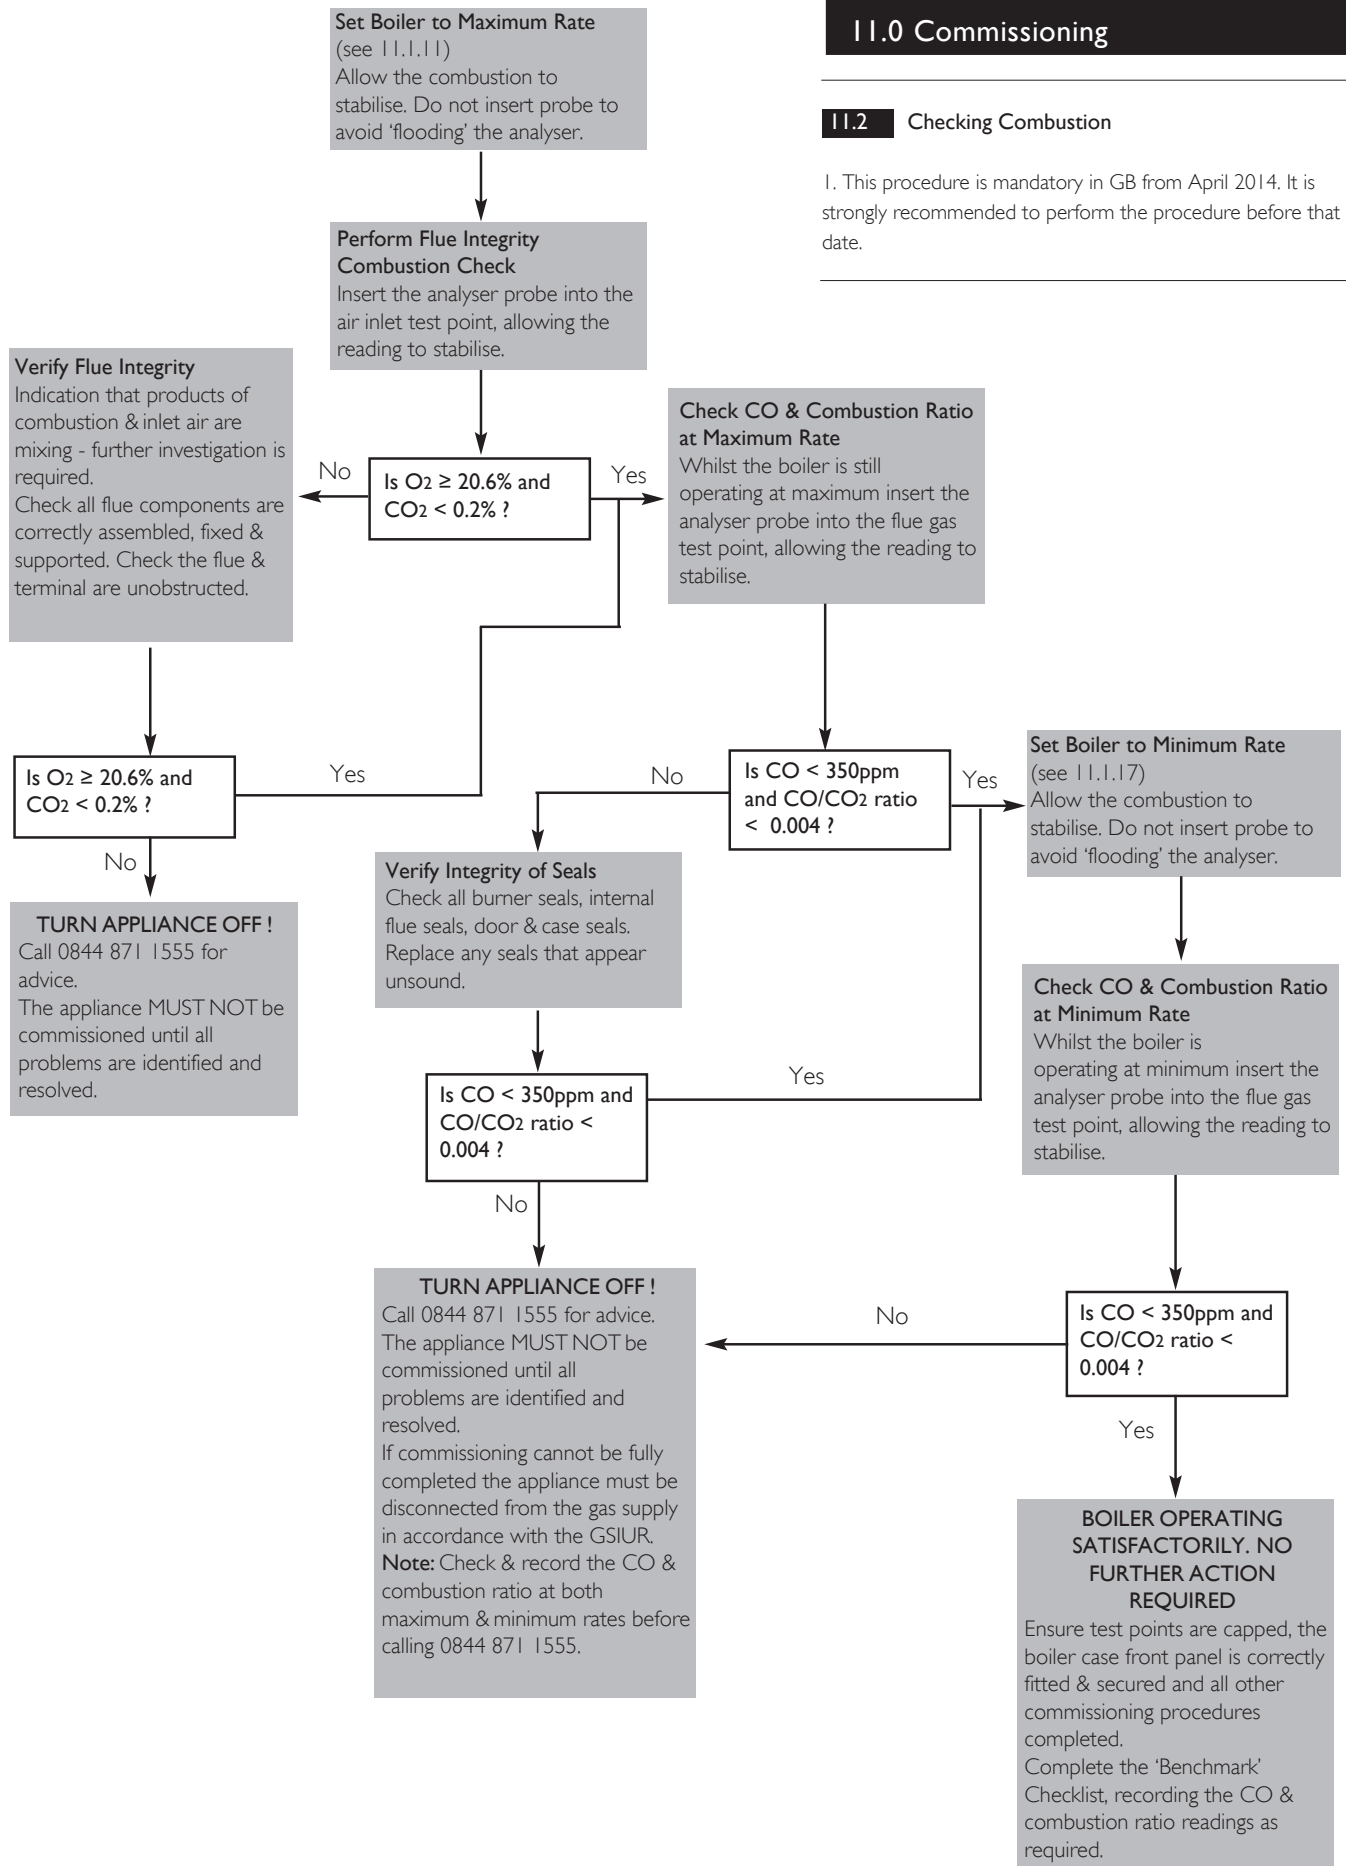 11.0 Commissioning
11.2 Checking Combustion
1. This procedure is mandatory in GB from April 2014. It is
strongly recommended to perform the procedure before that
date.
Set Boiler to Maximum Rate
(see 11.1.11)
Allow the combustion to
stabilise. Do not insert probe to
avoid ‘flooding’ the analyser.
Perform Flue Integrity
Combustion Check
Insert the analyser probe into the
air inlet test point, allowing the
reading to stabilise.
Is O2 ≥ 20.6% and
CO2 < 0.2% ?
No
Yes
Verify Flue Integrity
Indication that products of
combustion & inlet air are
mixing - further investigation is
required.
Check all flue components are
correctly assembled, fixed &
supported. Check the flue &
terminal are unobstructed.
Is O2 ≥ 20.6% and
CO2 < 0.2% ?
Yes
No
TURN APPLIANCE OFF !
Call 0844 871 1555 for
advice.
The appliance MUST NOT be
commissioned until all
problems are identified and
resolved.
Check CO & Combustion Ratio
at Maximum Rate
Whilst the boiler is still
operating at maximum insert the
analyser probe into the flue gas
test point, allowing the reading to
stabilise.
Is CO < 350ppm
and CO/CO2 ratio
< 0.004 ?
No
Yes
Verify Integrity of Seals
Check all burner seals, internal
flue seals, door & case seals.
Replace any seals that appear
unsound.
Is CO < 350ppm and
CO/CO2 ratio <
0.004 ?
Yes
No
TURN APPLIANCE OFF !
Call 0844 871 1555 for advice.
The appliance MUST NOT be
commissioned until all
problems are identified and
resolved.
If commissioning cannot be fully
completed the appliance must be
disconnected from the gas supply
in accordance with the GSIUR.
Note: Check & record the CO &
combustion ratio at both
maximum & minimum rates before
calling 0844 871 1555.
Set Boiler to Minimum Rate
(see 11.1.17)
Allow the combustion to
stabilise. Do not insert probe to
avoid ‘flooding’ the analyser.
Check CO & Combustion Ratio
at Minimum Rate
Whilst the boiler is
operating at minimum insert the
analyser probe into the flue gas
test point, allowing the reading to
stabilise.
Is CO < 350ppm and
CO/CO2 ratio <
0.004 ?
No
Yes
BOILER OPERATING
SATISFACTORILY. NO
FURTHER ACTION
REQUIRED
Ensure test points are capped, the
boiler case front panel is correctly
fitted & secured and all other
commissioning procedures
completed.
Complete the ‘Benchmark’
Checklist, recording the CO &
combustion ratio readings as
required.